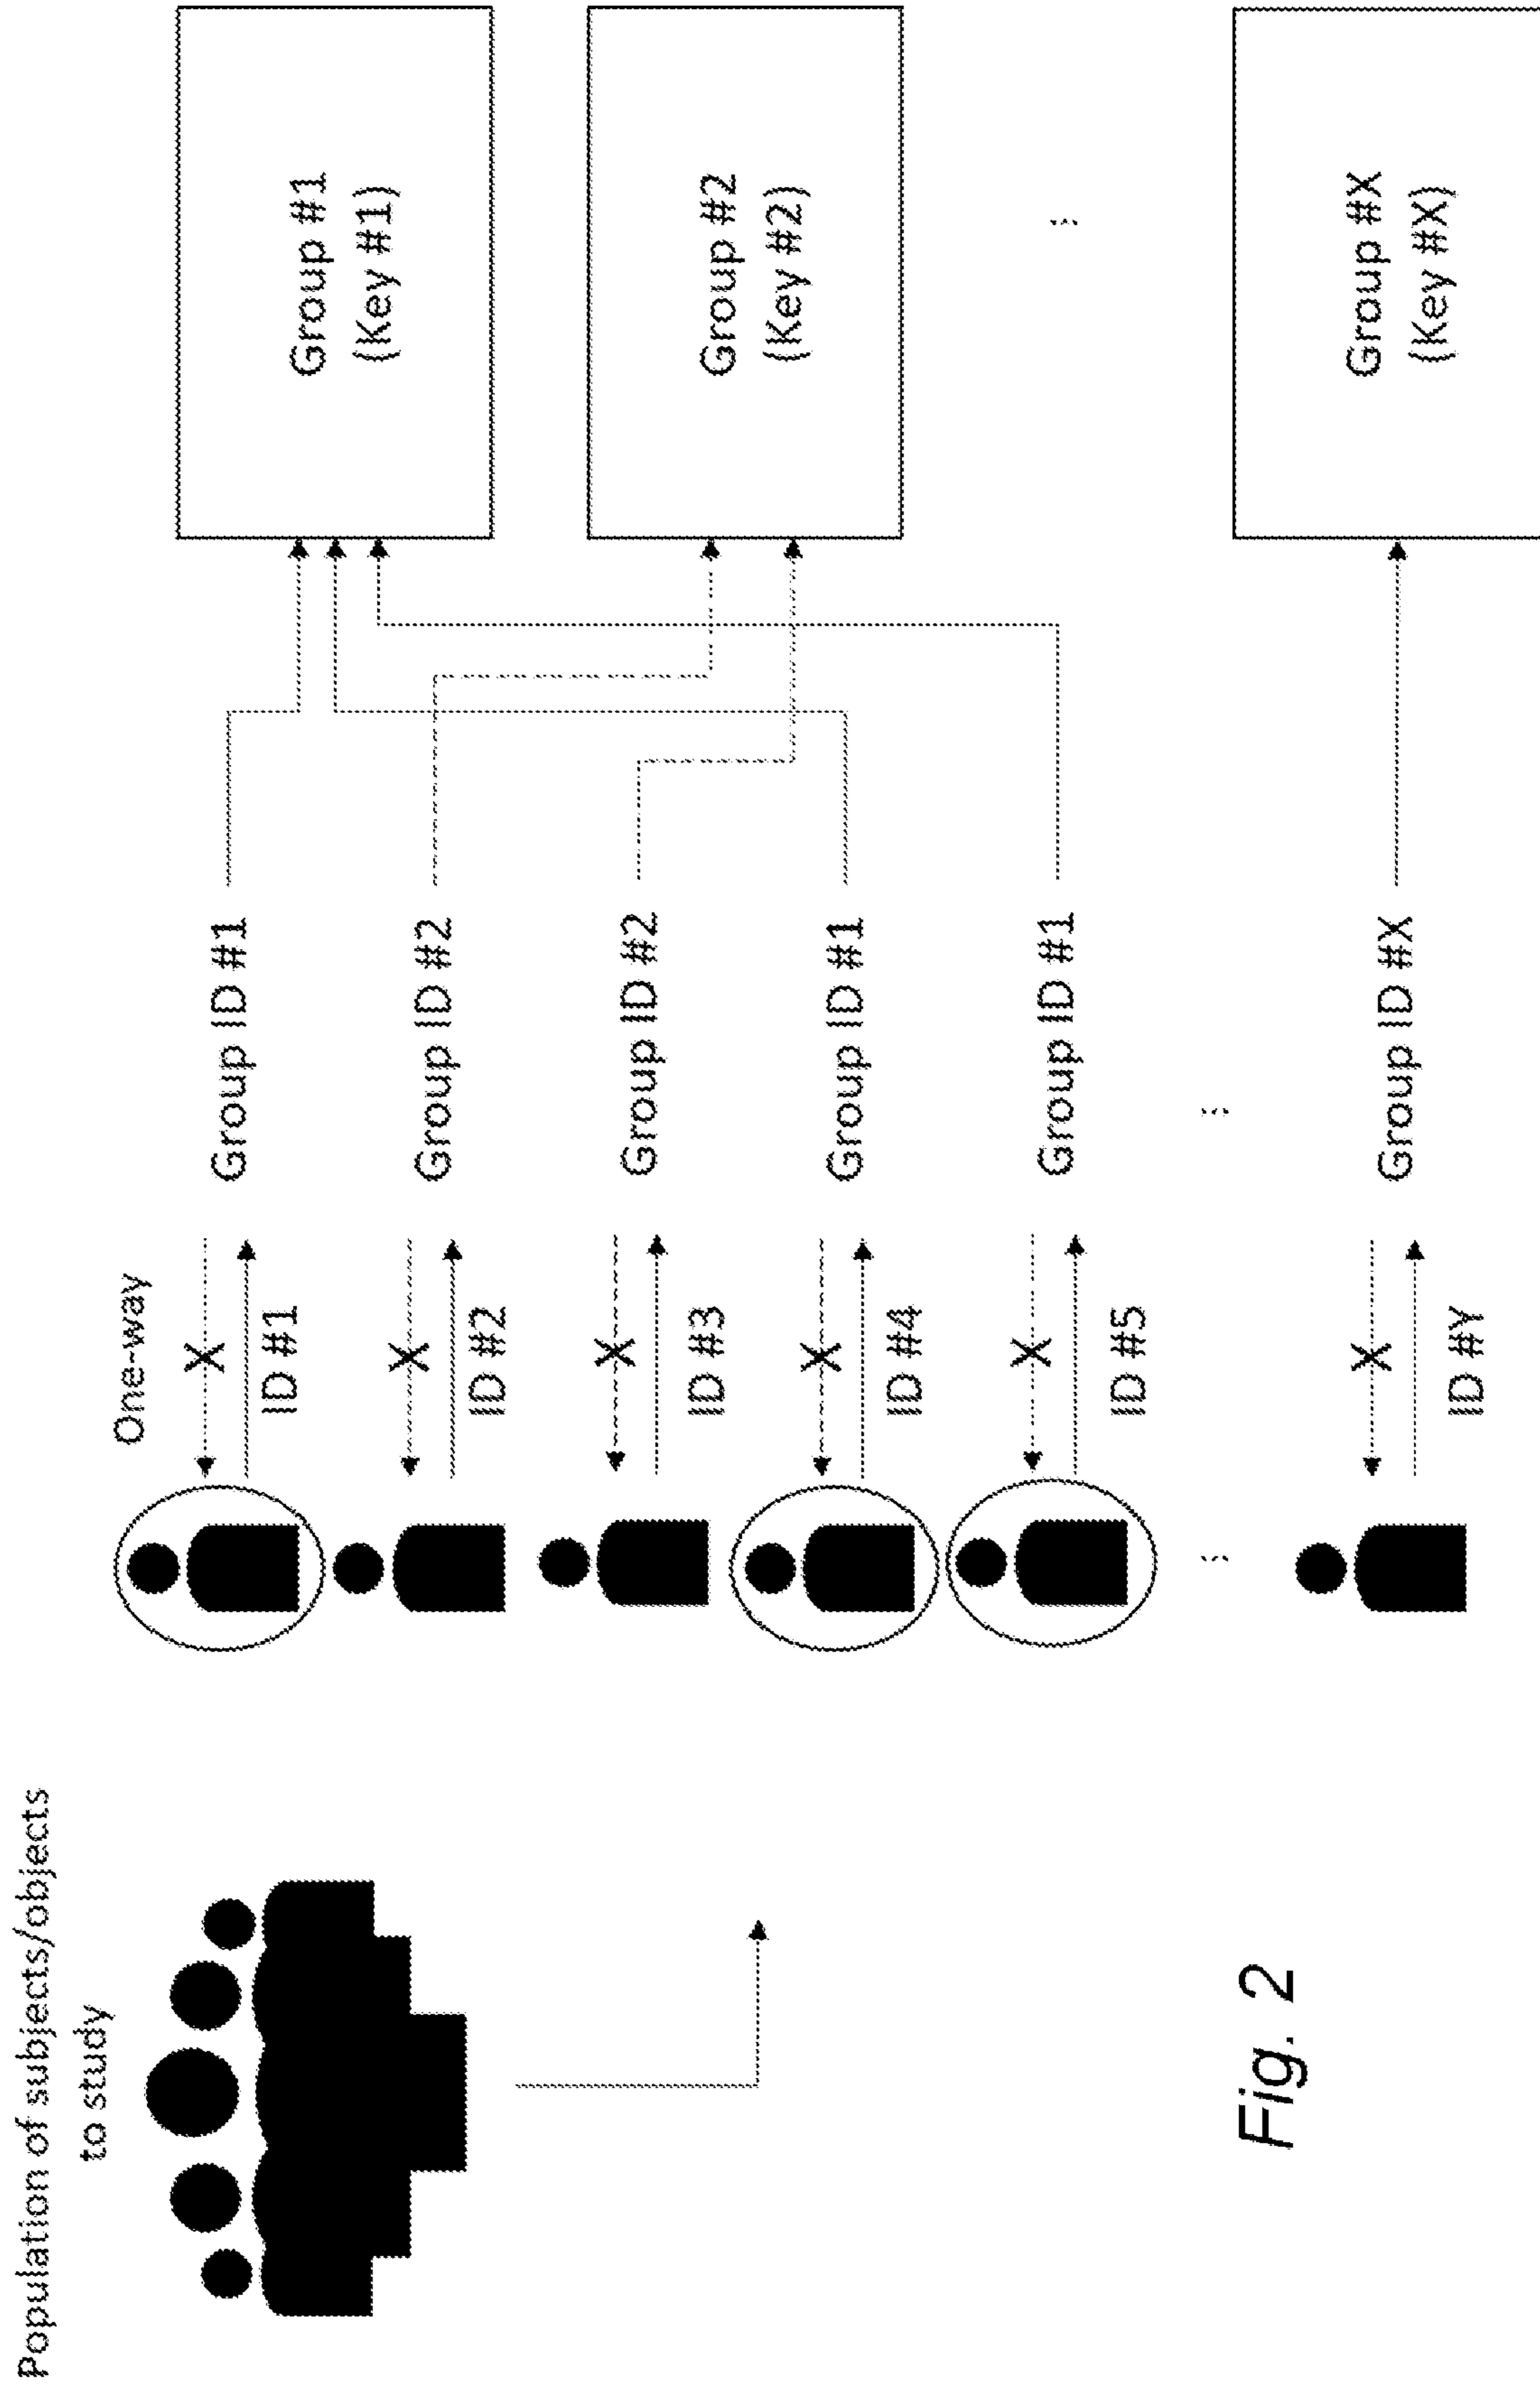 Population of subjects/objects
to study
One-way
X
ID #1
Group ID #1
Group #1
(Key #1)
X
ID #2
Group ID #2
Group #2
(Key #2)
X
ID #3
Group ID #2
X
ID #4
Group ID #1
X
ID #5
Group ID #1
X
ID #Y
Group ID #X
Group #X
(Key #X)
Fig. 2